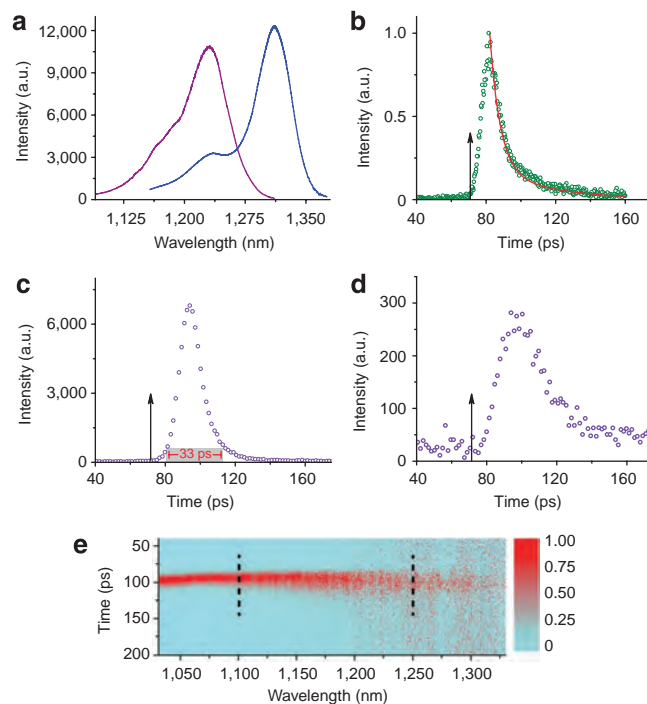 a
12,000
9,000
6,000
3,000
0
Intensity (a.u.)
1,125
1,200
1,275
1,350
Wavelength (nm)
b
1.0
0.5
0
Intensity (a.u.)
40
80
120
160
Time (ps)
c
6,000
3,000
0
Intensity (a.u.)
33 ps
40
80
120
160
Time (ps)
d
300
200
100
50
0
Intensity (a.u.)
40
80
120
160
Time (ps)
e
50
100
150
200
Time (ps)
1,050
1,100
1,150
1,200
1,250
1,300
Wavelength (nm)
1.00
0.75
0.50
0.25
0